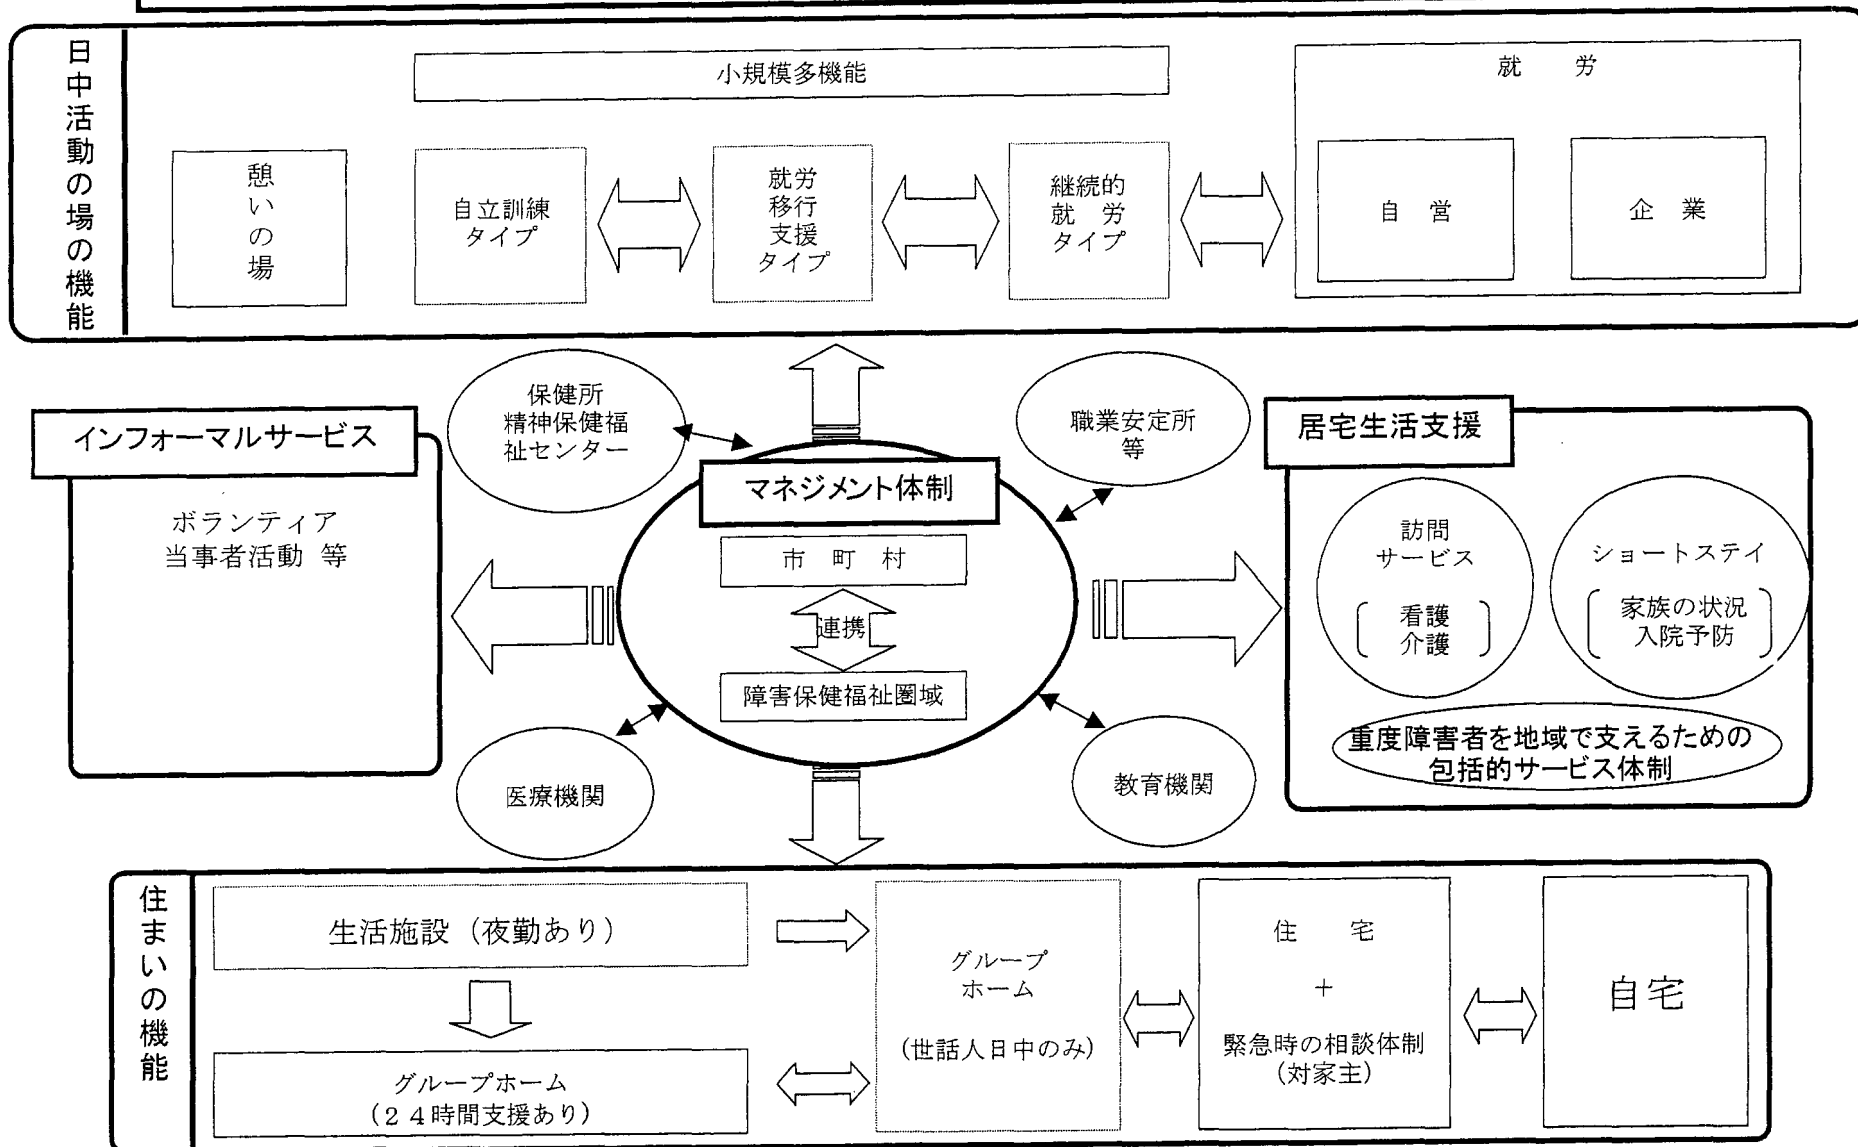 日中活動の場の機能
小規模多機能
就　労
憩いの場
自立訓練
タイプ
就労
移行
支援
タイプ
継続的
就　労
タイプ
自　営
企　業
保健所
精神保健福
祉センター
職業安定所
等
インフォーマルサービス
ボランティア
当事者活動 等
マネジメント体制
市　町　村
連携
障害保健福祉圏域
居宅生活支援
訪問
サービス
看護
介護
ショートステイ
家族の状況
入院予防
重度障害者を地域で支えるための
包括的サービス体制
医療機関
教育機関
住まいの機能
生活施設（夜勤あり）
グループホーム
（２４時間支援あり）
グループ
ホーム
（世話人日中のみ）
住　宅
＋
緊急時の相談体制
（対家主）
自宅